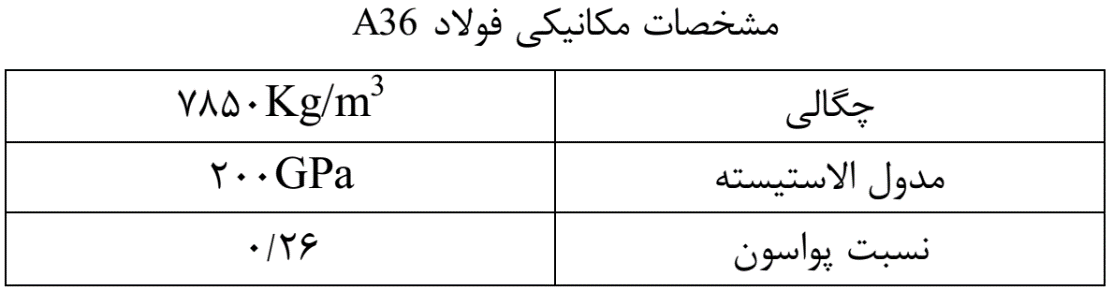 مشخصات مکانیکی فولاد A36
چگالی ۷۸۵۰Kg/m³
مدول الاستیسته ۲۰۰GPa
نسبت پواسون ۰/۲۶